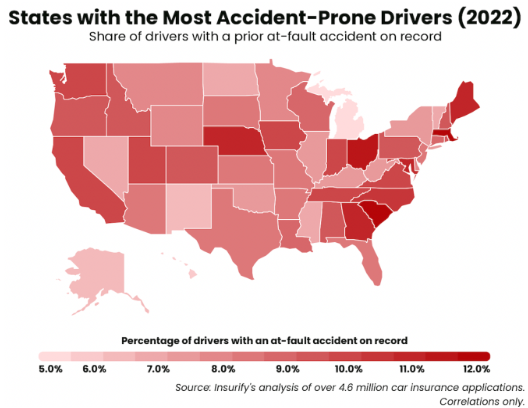 States with the Most Accident-Prone Drivers (2022)
Share of drivers with a prior at-fault accident on record
Percentage of drivers with an at-fault accident on record
5.0% 6.0% 7.0% 8.0% 9.0% 10.0% 11.0% 12.0%
Source: Insurify's analysis of over 4.6 million car insurance applications.
Correlations only.